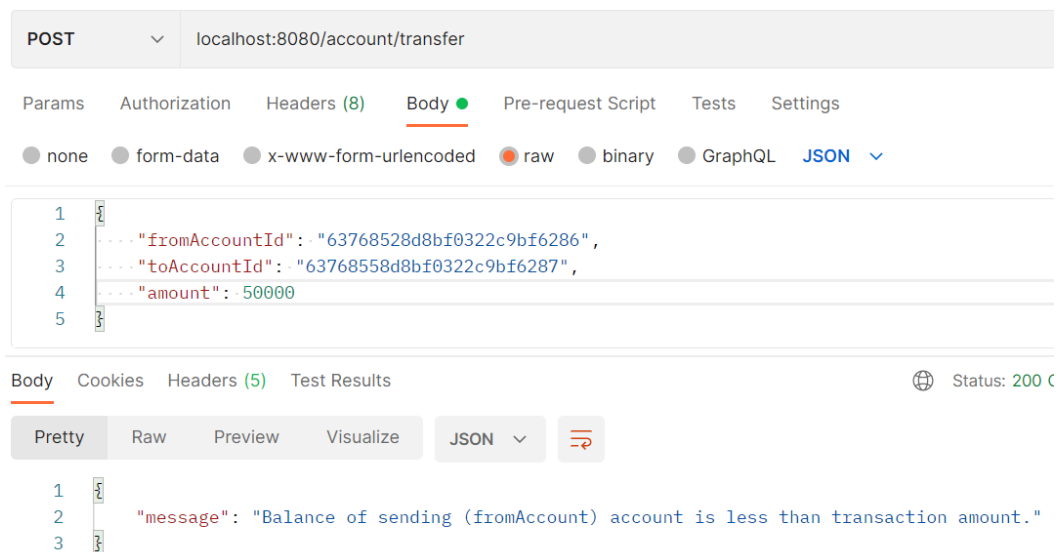 POST localhost:8080/account/transfer
Params Authorization Headers (8) Body Pre-request Script Tests Settings
none form-data x-www-form-urlencoded raw binary GraphQL JSON
1 {
2 "fromAccountId": "63768528d8bf0322c9bf6286",
3 "toAccountId": "63768558d8bf0322c9bf6287",
4 "amount": 50000
5 }
Body Cookies Headers (5) Test Results Status: 200
Pretty Raw Preview Visualize JSON
1 {
2 "message": "Balance of sending (fromAccount) account is less than transaction amount."
3 }